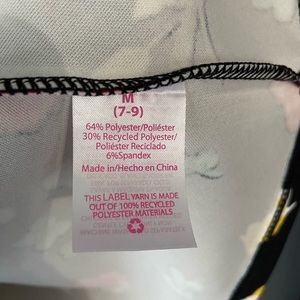 M
(7-9)
64% Polyester/Poliéster
30% Recycled Polyester/
Poliéster Reciclado
6%Spandex
Made in/Hecho en China
THIS LABEL YARN IS MADE
OUT OF 100% RECYCLED
POLYESTER MATERIALS